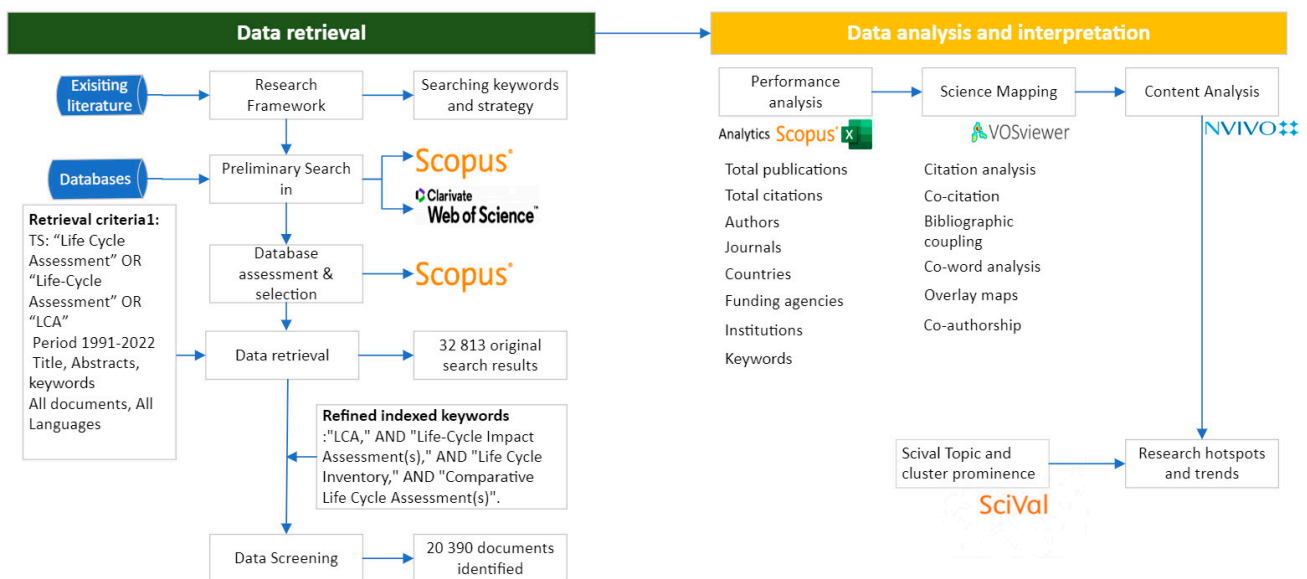 Data retrieval
Data analysis and interpretation
Exisiting
literature
Research
Framework
Searching keywords
and strategy
Databases
Preliminary Search
in
Scopus®
Clarivate
Web of Science™
Retrieval criteria1:
TS: “Life Cycle
Assessment” OR
“Life-Cycle
Assessment” OR
“LCA”
Period 1991-2022
Title, Abstracts,
keywords
All documents, All
Languages
Database
assessment &
selection
Scopus®
Data retrieval
32 813 original
search results
Refined indexed keywords
:"LCA," AND "Life-Cycle Impact
Assessment(s)," AND "Life Cycle
Inventory," AND "Comparative
Life Cycle Assessment(s)".
Data Screening
20 390 documents
identified
Performance
analysis
Science Mapping
Content Analysis
Analytics Scopus® X
VOSviewer
NVIVO
Total publications
Total citations
Authors
Journals
Countries
Funding agencies
Institutions
Keywords
Citation analysis
Co-citation
Bibliographic
coupling
Co-word analysis
Overlay maps
Co-authorship
Scival Topic and
cluster prominence
SciVal
Research hotspots
and trends